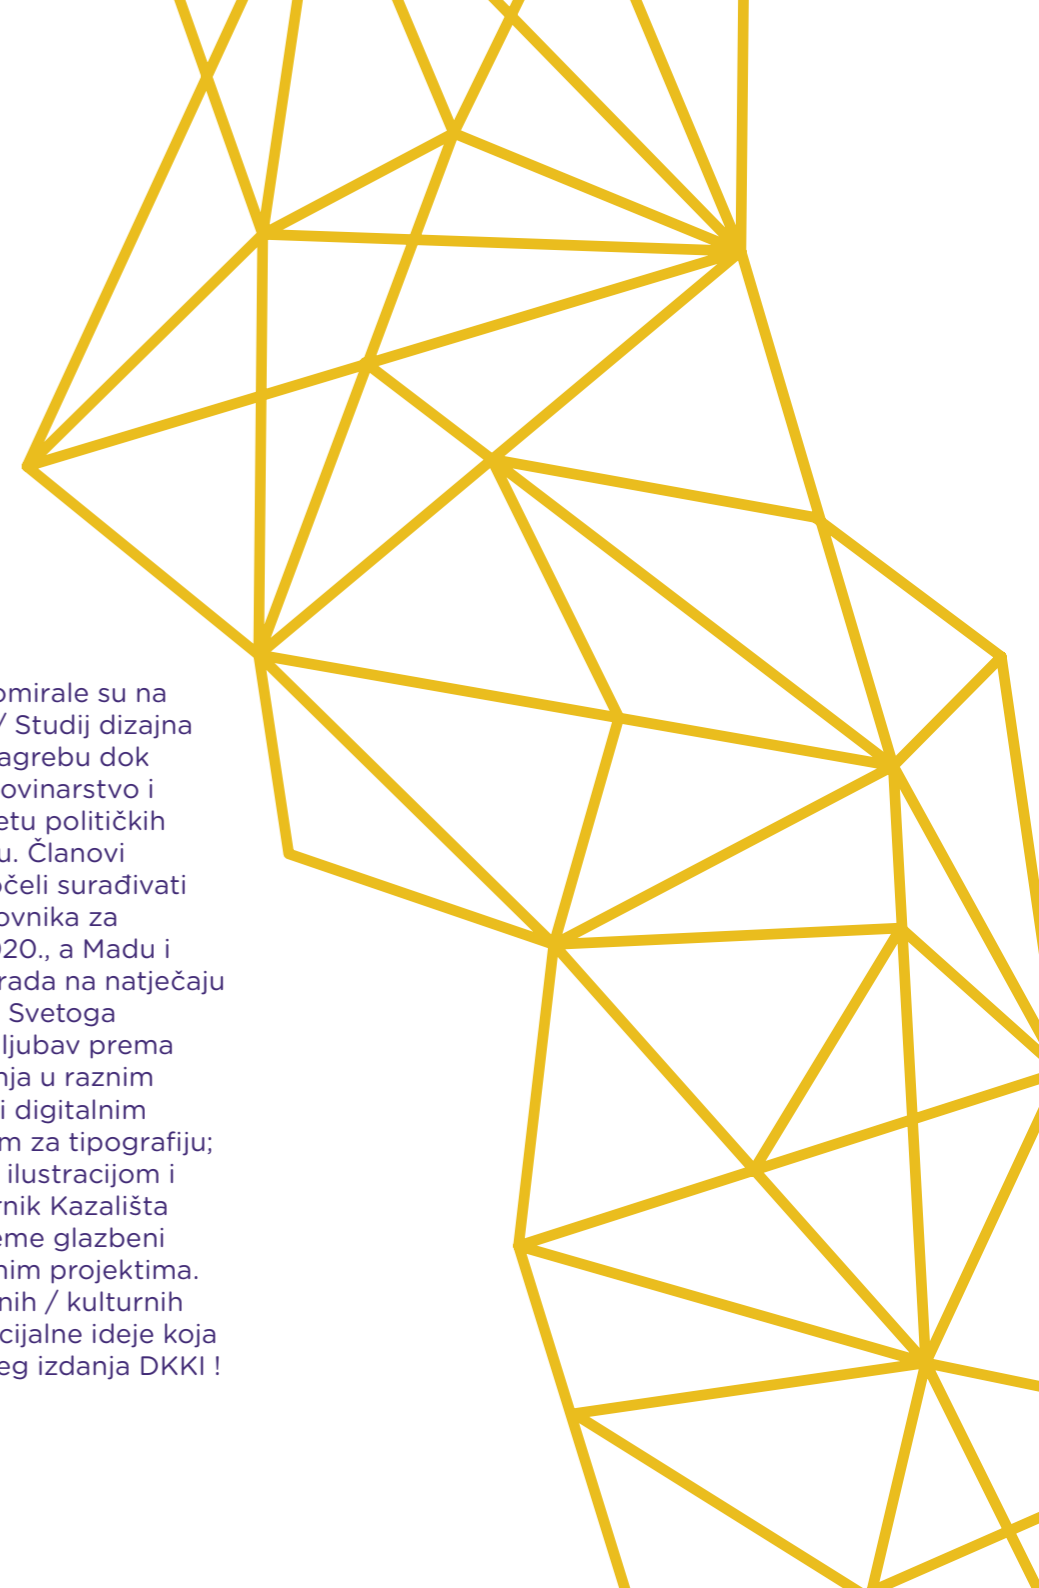 omirale su na
/ Studij dizajna
agrebu dok
ovinarstvo i
etu političkih
u. Članovi
očeli surađivati
ovnika za
020., a Madu i
rada na natječaju
Svetoga
ljubav prema
nja u raznim
i digitalnim
m za tipografiju;
ilustracijom i
rnik Kazališta
eme glazbeni
nim projektima.
nih / kulturnih
cijalne ideje koja
eg izdanja DKKI !